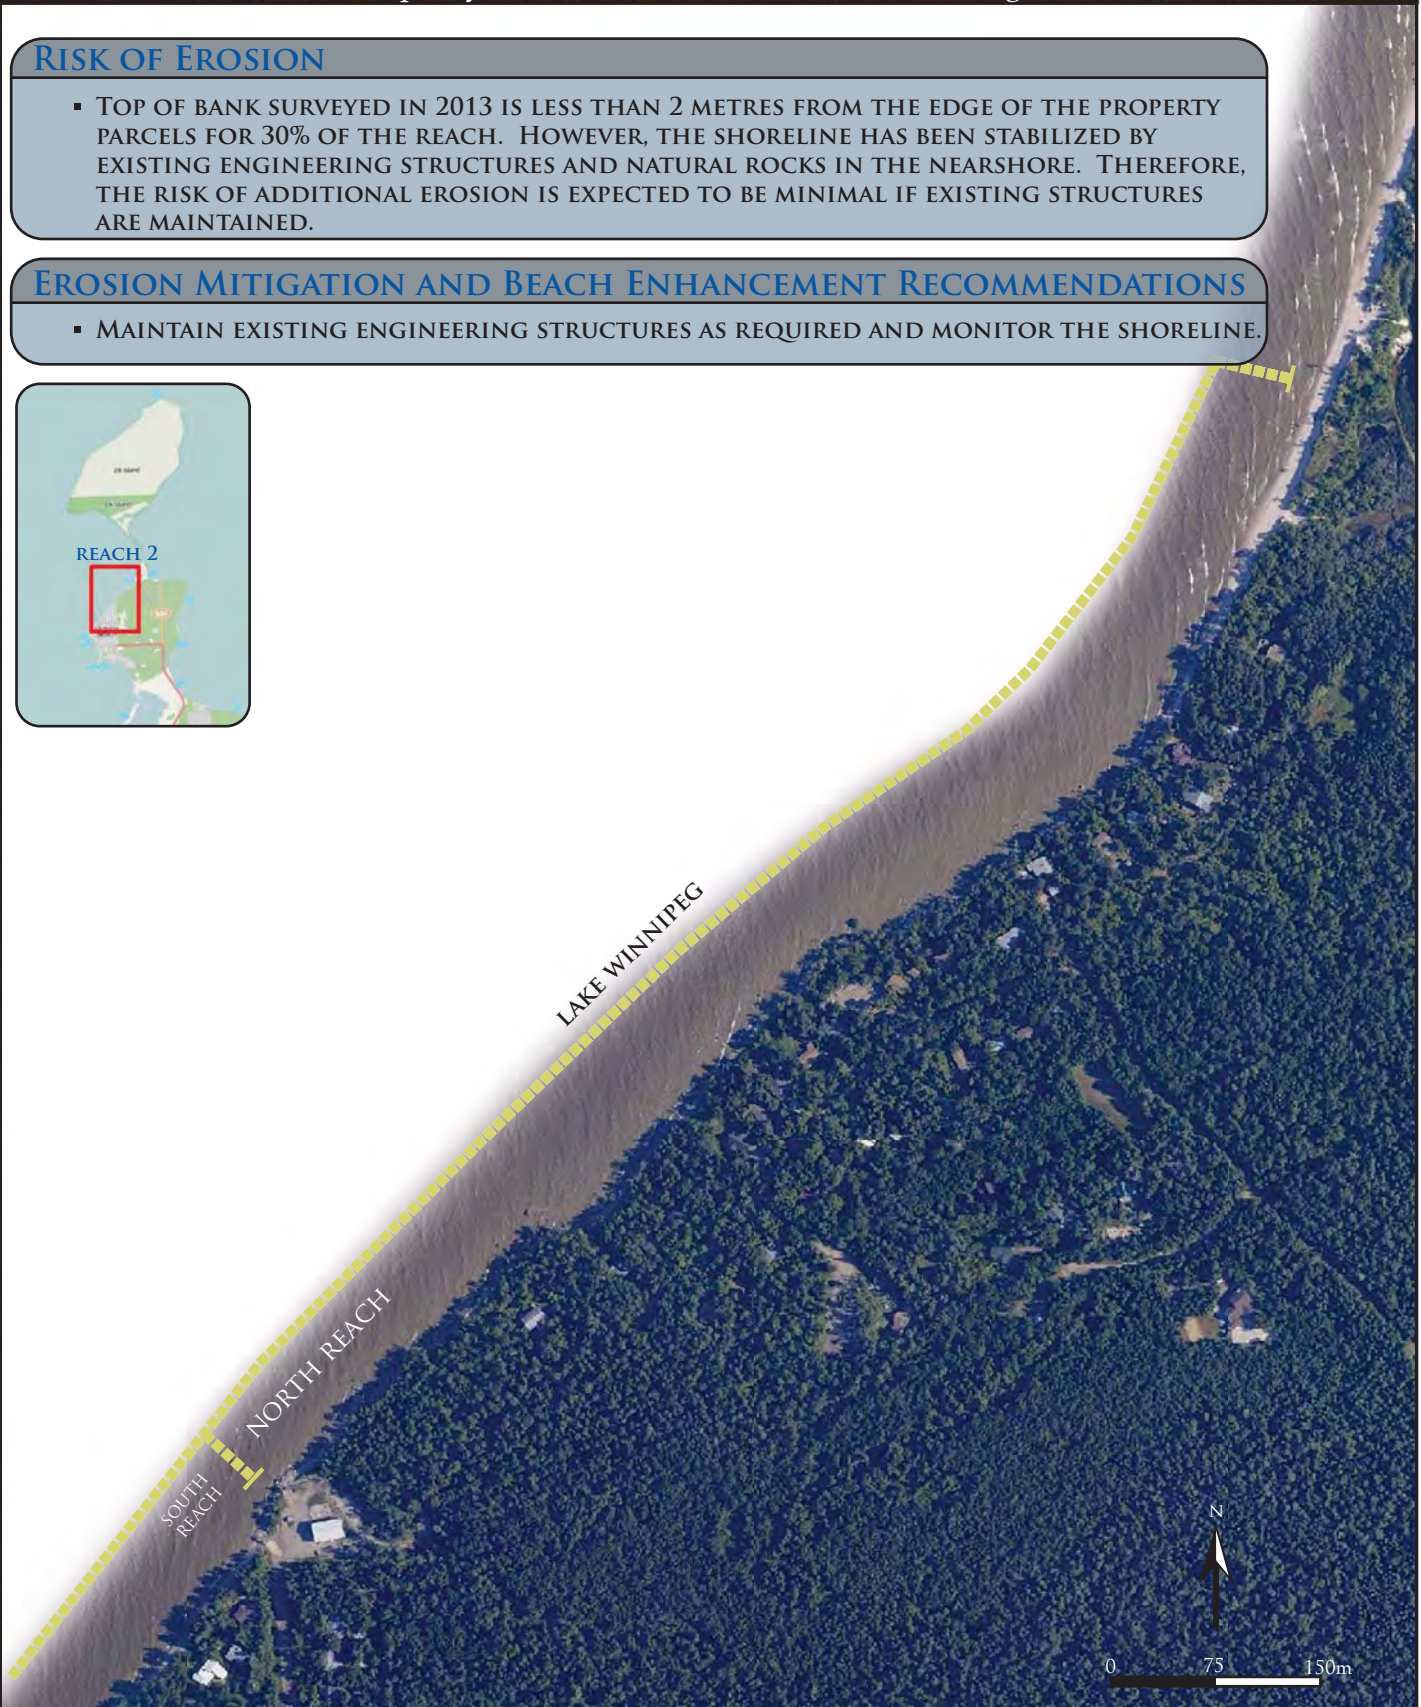 RISK OF EROSION
▪ TOP OF BANK SURVEYED IN 2013 IS LESS THAN 2 METRES FROM THE EDGE OF THE PROPERTY
PARCELS FOR 30% OF THE REACH. HOWEVER, THE SHORELINE HAS BEEN STABILIZED BY
EXISTING ENGINEERING STRUCTURES AND NATURAL ROCKS IN THE NEARSHORE. THEREFORE,
THE RISK OF ADDITIONAL EROSION IS EXPECTED TO BE MINIMAL IF EXISTING STRUCTURES
ARE MAINTAINED.
EROSION MITIGATION AND BEACH ENHANCEMENT RECOMMENDATIONS
▪ MAINTAIN EXISTING ENGINEERING STRUCTURES AS REQUIRED AND MONITOR THE SHORELINE.
Elk Island
Elk Island
REACH 2
LAKE WINNIPEG
NORTH REACH
SOUTH
REACH
N
0 75 150m